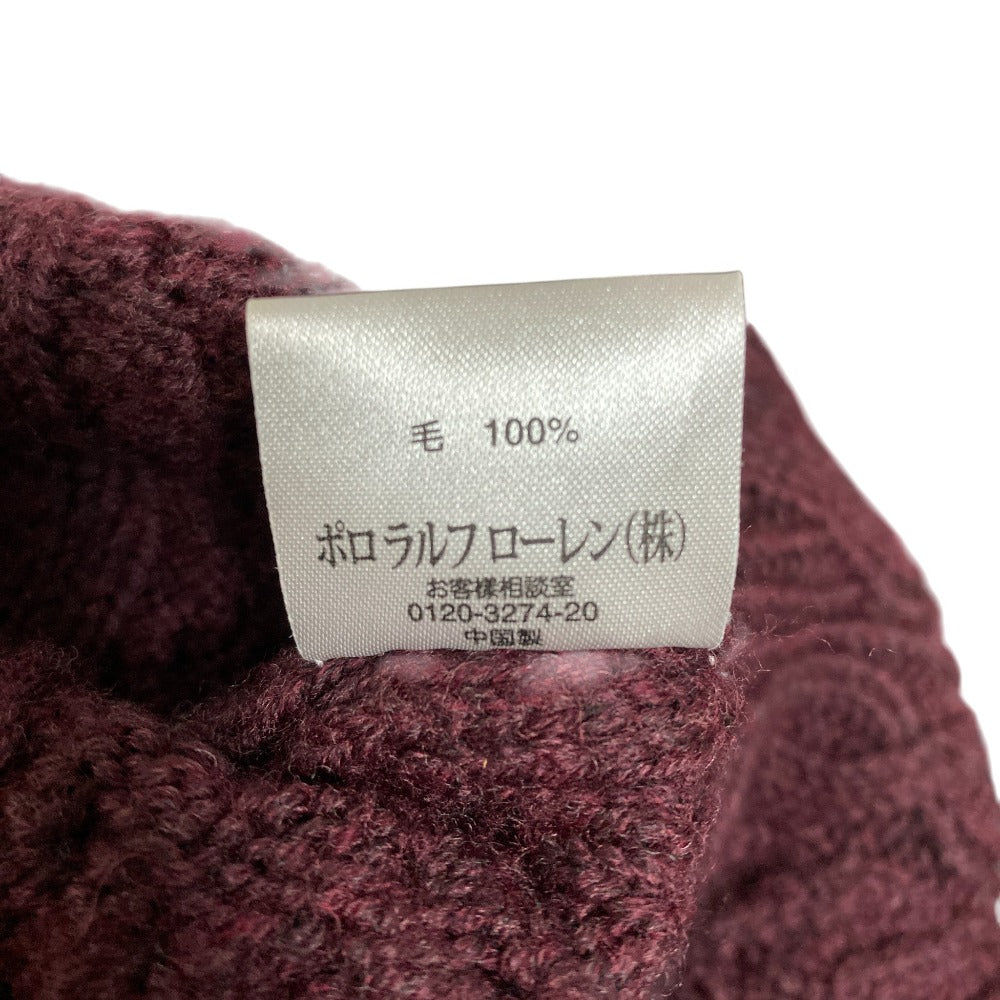 毛 100%
ポロ ラルフ ローレン(株)
お客様相談室
0120-3274-20
中国製